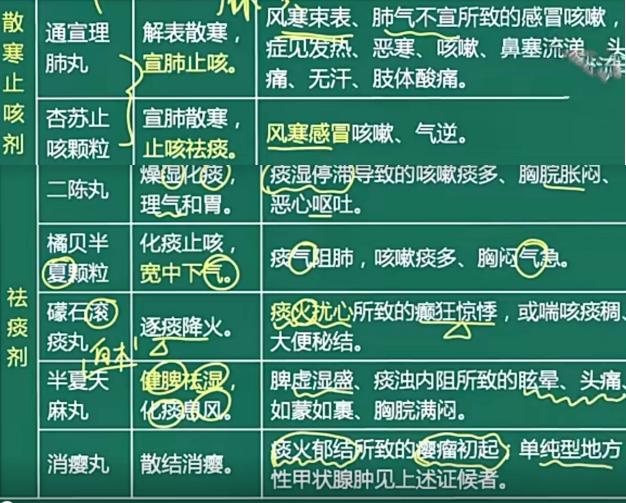 散寒止咳剂
通宣理肺丸
解表散寒，
宣肺止咳。
风寒束表、肺气不宣所致的感冒咳嗽，
症见发热、恶寒、咳嗽、鼻塞流涕、头
痛、无汗、肢体酸痛。
杏苏止
咳颗粒
宣肺散寒，
止咳祛痰。
风寒感冒咳嗽、气逆。
祛痰剂
二陈丸
燥湿化痰，
理气和胃。
痰湿停滞导致的咳嗽痰多、胸脘胀闷、
恶心呕吐。
橘贝半
夏颗粒
化痰止咳，
宽中下气。
痰气阻肺，咳嗽痰多、胸闷气急。
礞石滚
痰丸
逐痰降火。
痰火扰心所致的癫狂惊悸，或喘咳痰稠、
大便秘结。
半夏天
麻丸
健脾祛湿，
化痰息风。
脾虚湿盛、痰浊内阻所致的眩晕、头痛、
如蒙如裹、胸脘满闷。
消瘿丸
散结消瘿。
痰火郁结所致的瘿瘤初起；单纯型地方
性甲状腺肿见上述证候者。